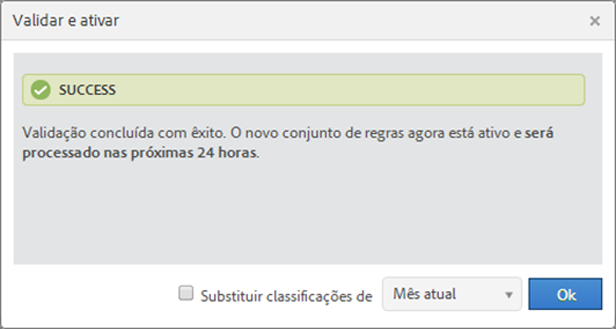 Validar e ativar
×
SUCCESS
Validação concluída com êxito. O novo conjunto de regras agora está ativo e será
processado nas próximas 24 horas.
Substituir classificações de Mês atual Ok